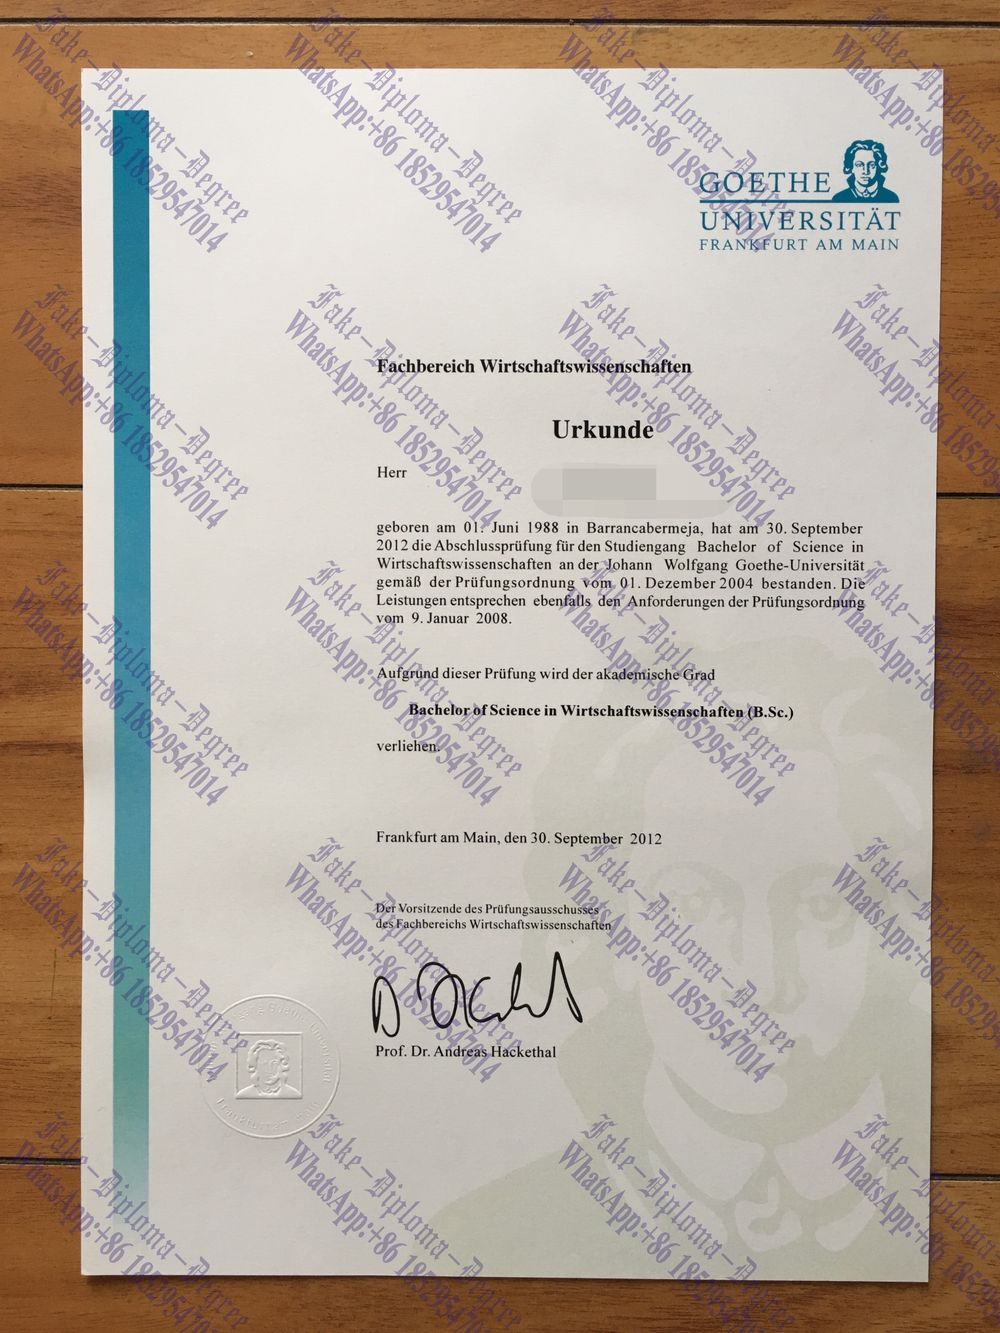 GOETHE
UNIVERSITÄT
FRANKFURT AM MAIN
Fachbereich Wirtschaftswissenschaften
Urkunde
Herr
geboren am 01. Juni 1988 in Barrancabermeja, hat am 30. September
2012 die Abschlussprüfung für den Studiengang Bachelor of Science in
Wirtschaftswissenschaften an der Johann Wolfgang Goethe-Universität
gemäß der Prüfungsordnung vom 01. Dezember 2004 bestanden. Die
Leistungen entsprechen ebenfalls den Anforderungen der Prüfungsordnung
vom 9. Januar 2008.
Aufgrund dieser Prüfung wird der akademische Grad
Bachelor of Science in Wirtschaftswissenschaften (B.Sc.)
verliehen.
Frankfurt am Main, den 30. September 2012
Der Vorsitzende des Prüfungsausschusses
des Fachbereichs Wirtschaftswissenschaften
Prof. Dr. Andreas Hackethal
Fake-Diploma-Degree
WhatsApp:+86 18529547014